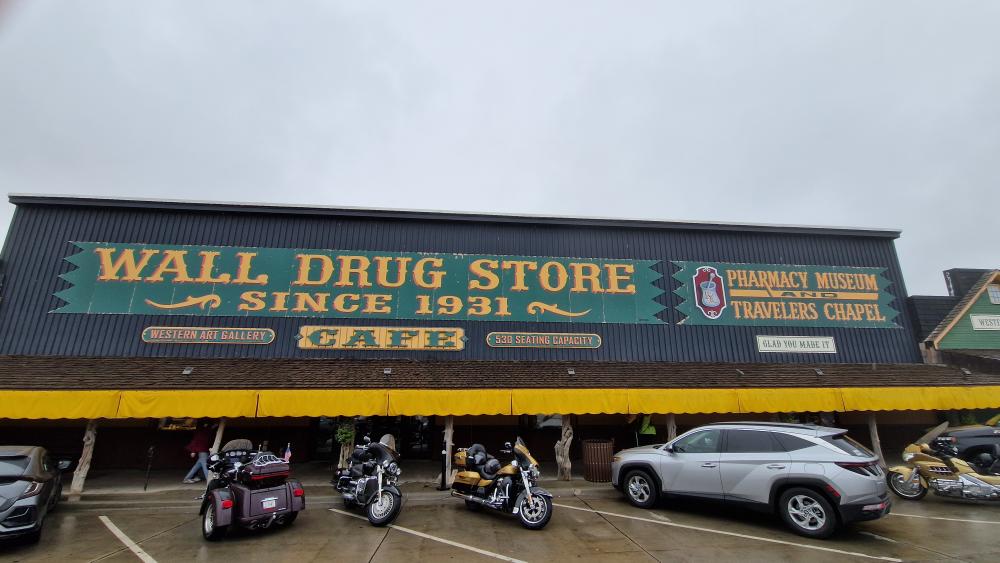 WALL DRUG STORE
SINCE 1931
PHARMACY MUSEUM
AND
TRAVELERS CHAPEL
WESTERN ART GALLERY
CAFE
530 SEATING CAPACITY
GLAD YOU MADE IT